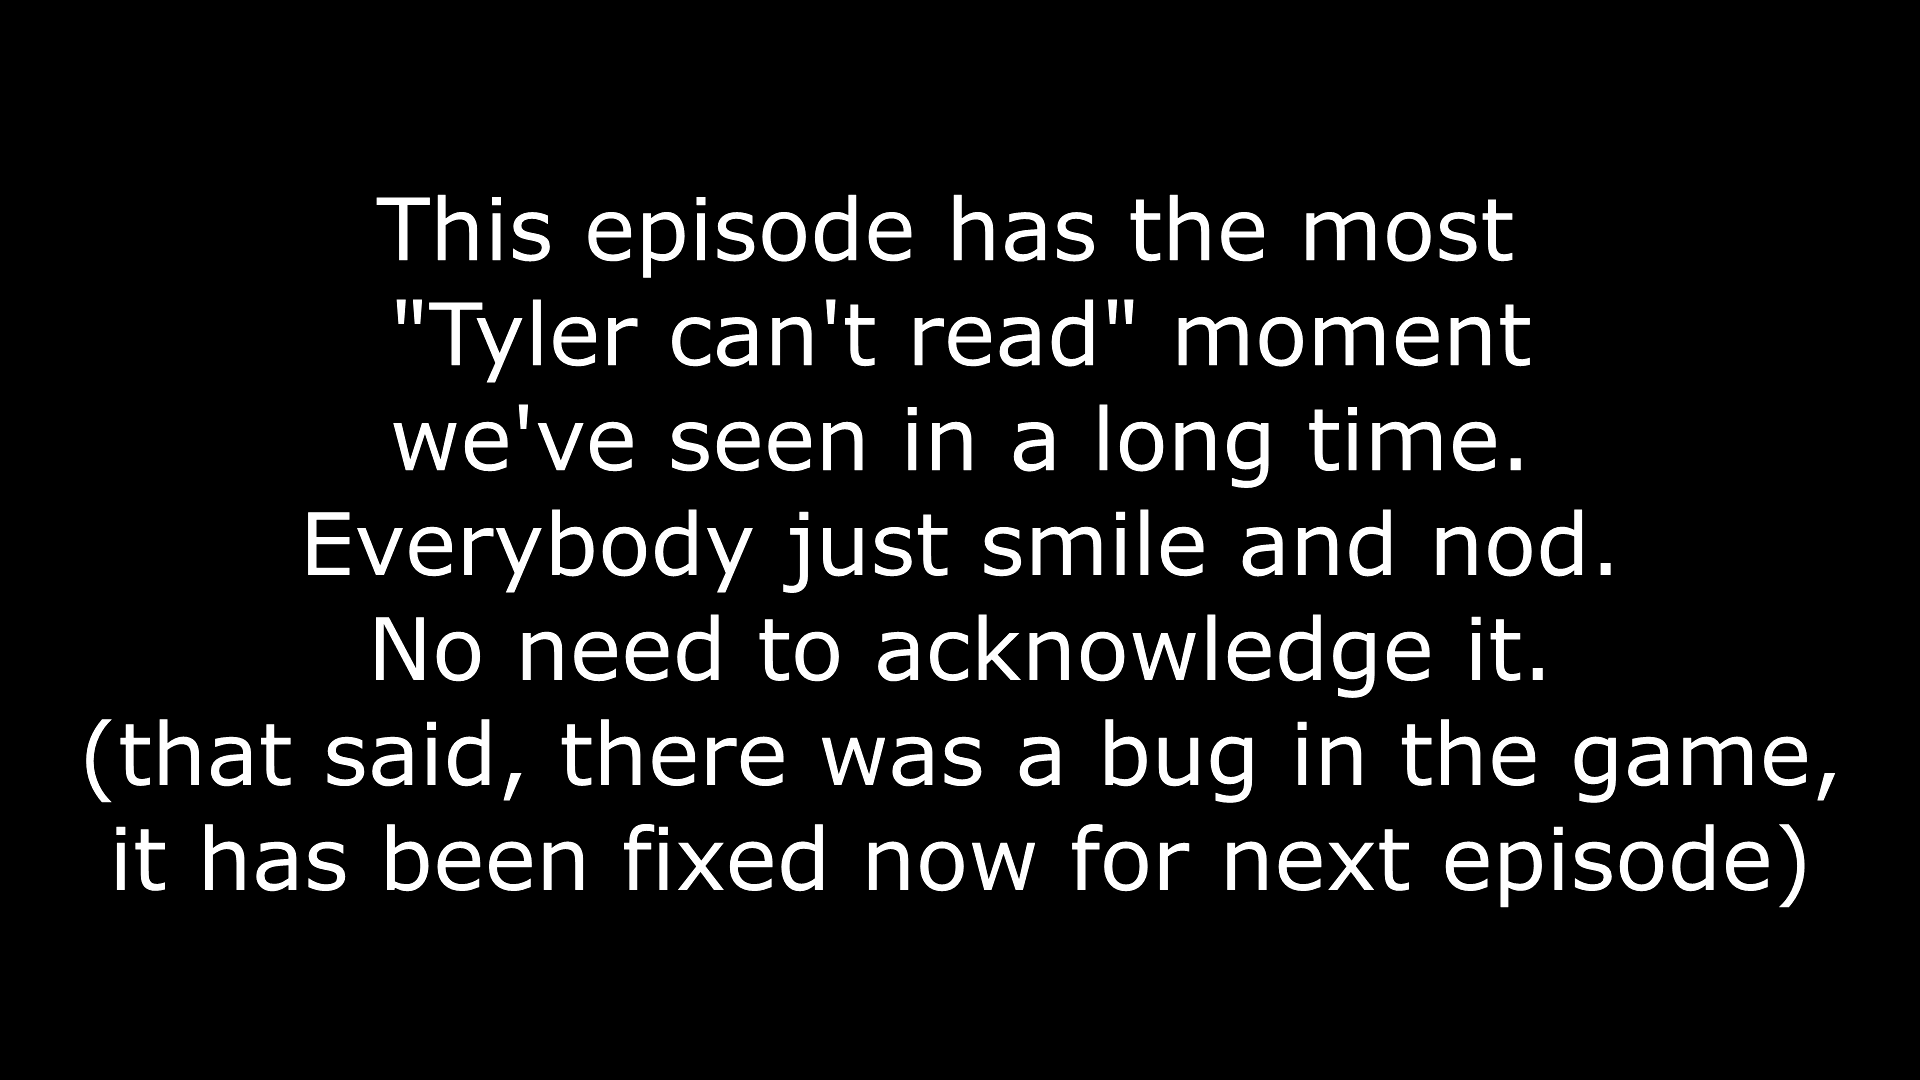 This episode has the most
"Tyler can't read" moment
we've seen in a long time.
Everybody just smile and nod.
No need to acknowledge it.
(that said, there was a bug in the game,
it has been fixed now for next episode)